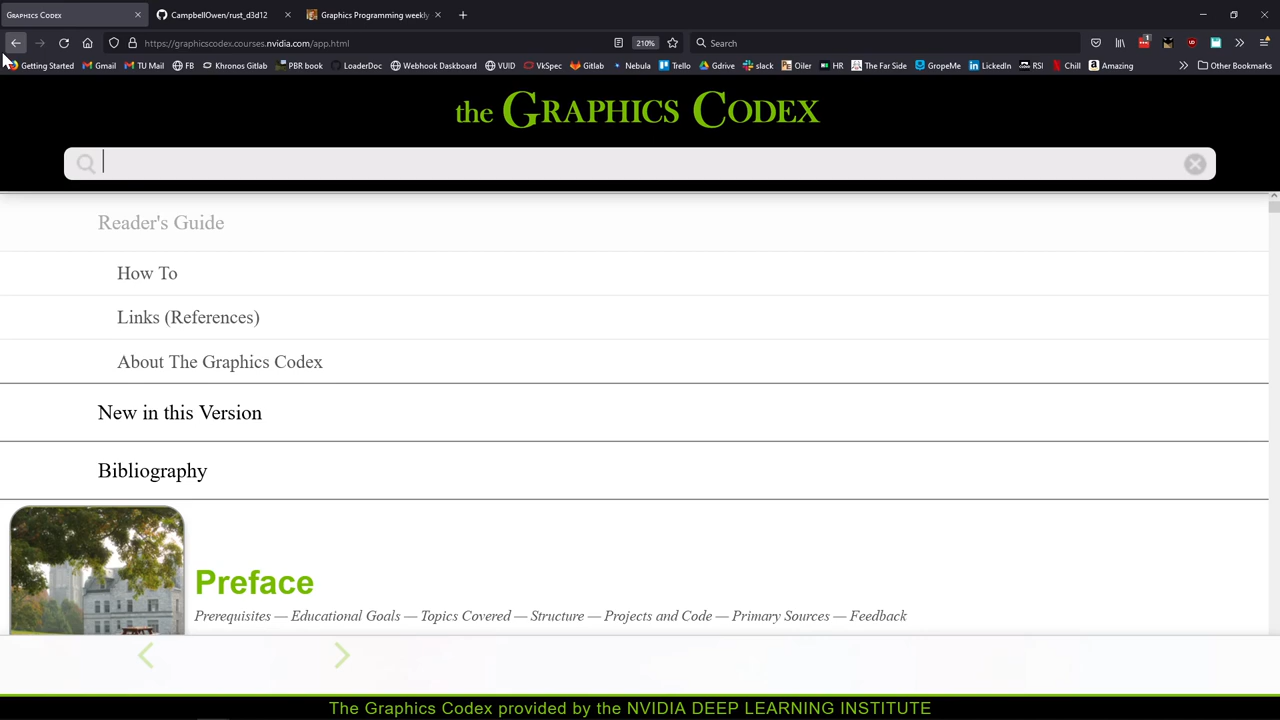 Graphics Codex
CampbellOwen/rust_d3d12
Graphics Programming weekly
https://graphicscodex.courses.nvidia.com/app.html
210%
Search
1
Getting Started
Gmail
TU Mail
FB
Khronos Gitlab
PBR book
LoaderDoc
Webhook Dashboard
VUID
VkSpec
Gitlab
Nebula
Trello
Gdrive
slack
Oiler
HR
The Far Side
GropeMe
LinkedIn
RSI
Chill
Amazing
Other Bookmarks
the Graphics Codex
Reader's Guide
How To
Links (References)
About The Graphics Codex
New in this Version
Bibliography
Preface
Prerequisites — Educational Goals — Topics Covered — Structure — Projects and Code — Primary Sources — Feedback
The Graphics Codex provided by the NVIDIA DEEP LEARNING INSTITUTE